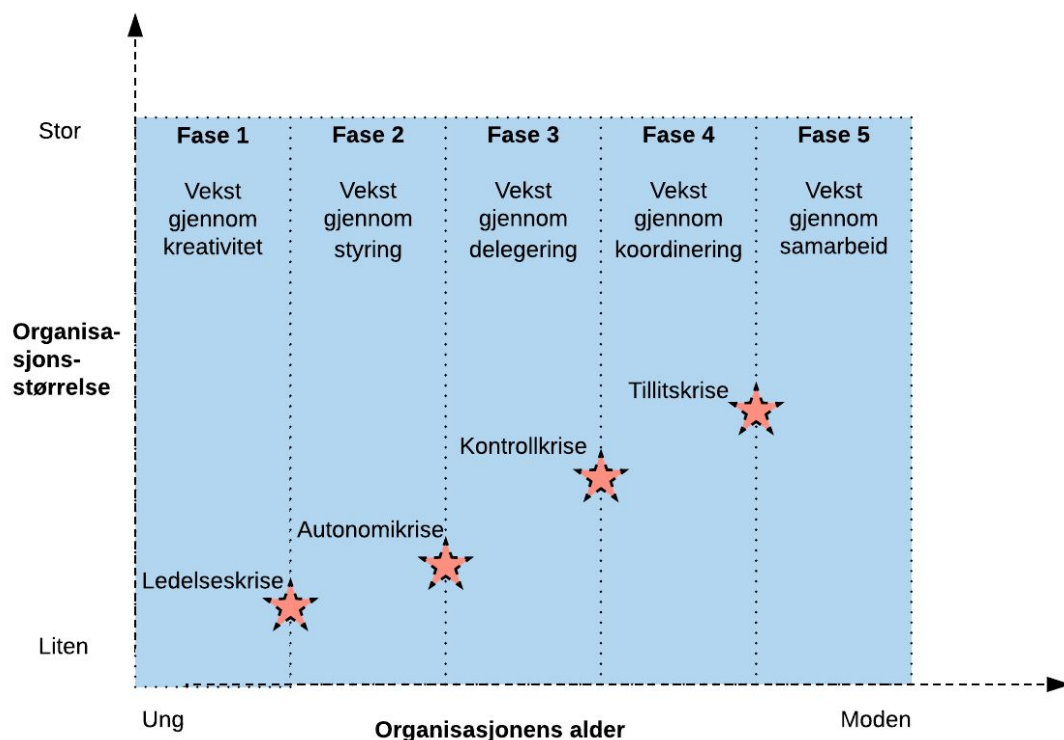 Stor
Fase 1
Fase 2
Fase 3
Fase 4
Fase 5
Vekst
gjennom
kreativitet
Vekst
gjennom
styring
Vekst
gjennom
delegering
Vekst
gjennom
koordinering
Vekst
gjennom
samarbeid
Organisa-
sjons-
størrelse
Tillitskrise
Kontrollkrise
Autonomikrise
Ledelseskrise
Liten
Ung
Organisasjonens alder
Moden